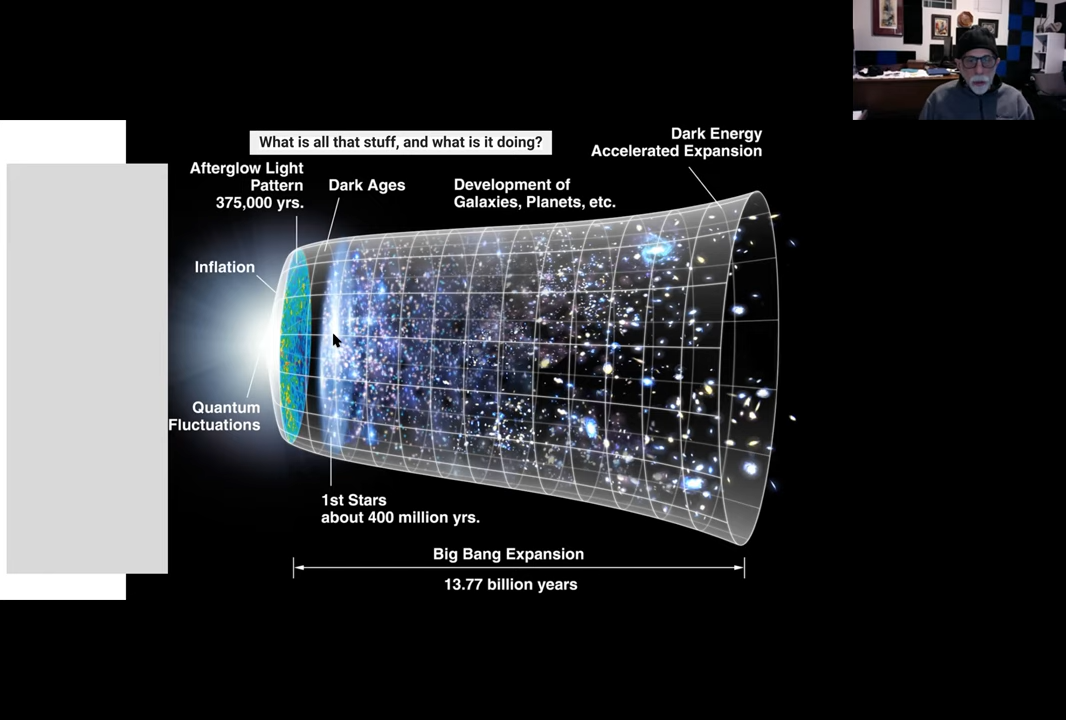 What is all that stuff, and what is it doing?
Dark Energy
Accelerated Expansion
Afterglow Light
Pattern
375,000 yrs.
Dark Ages
Development of
Galaxies, Planets, etc.
Inflation
Quantum
Fluctuations
1st Stars
about 400 million yrs.
Big Bang Expansion
13.77 billion years